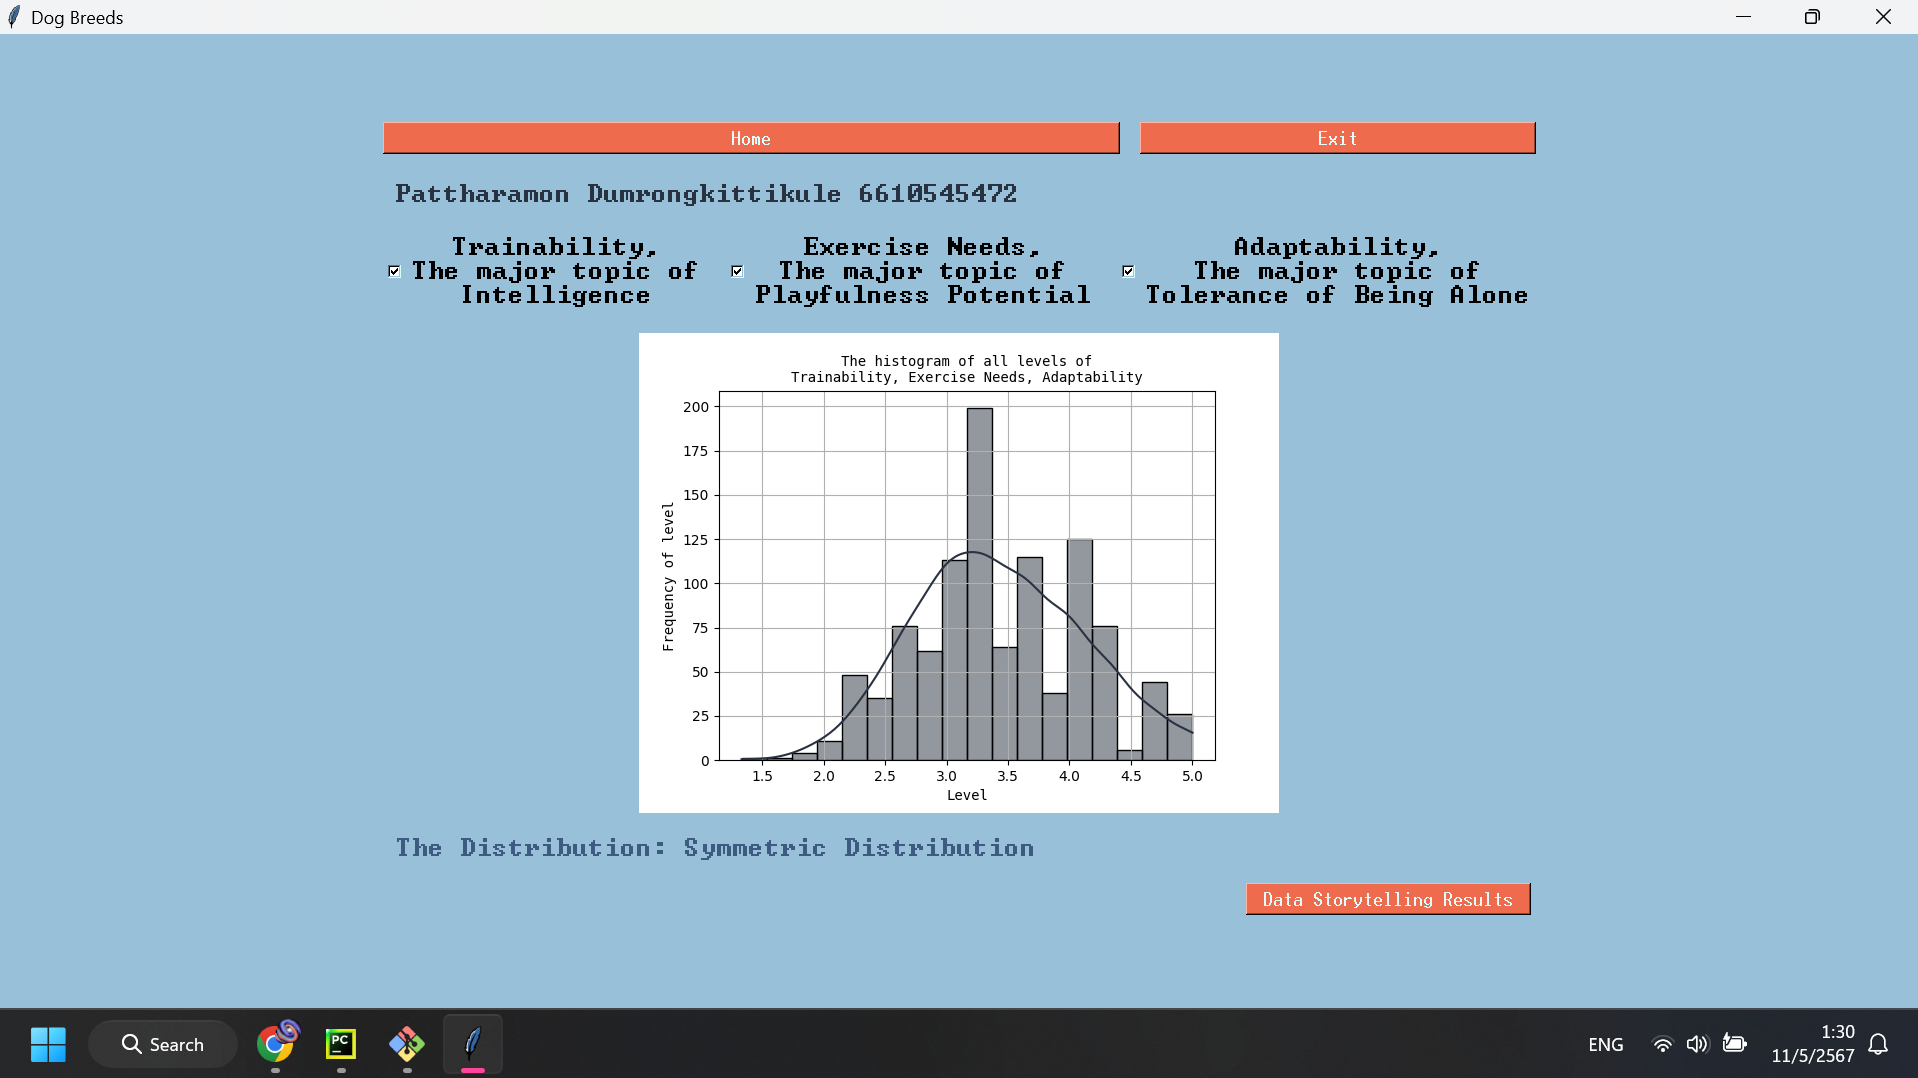 Dog Breeds
Home
Exit
Pattharamon Dumrongkittikule 6610545472
Trainability,
The major topic of
Intelligence
Exercise Needs,
The major topic of
Playfulness Potential
Adaptability,
The major topic of
Tolerance of Being Alone
The histogram of all levels of
Trainability, Exercise Needs, Adaptability
200
175
150
125
100
75
50
25
0
Frequency of level
1.5 2.0 2.5 3.0 3.5 4.0 4.5 5.0
Level
The Distribution: Symmetric Distribution
Data Storytelling Results
Search
PC
ENG
1:30
11/5/2567